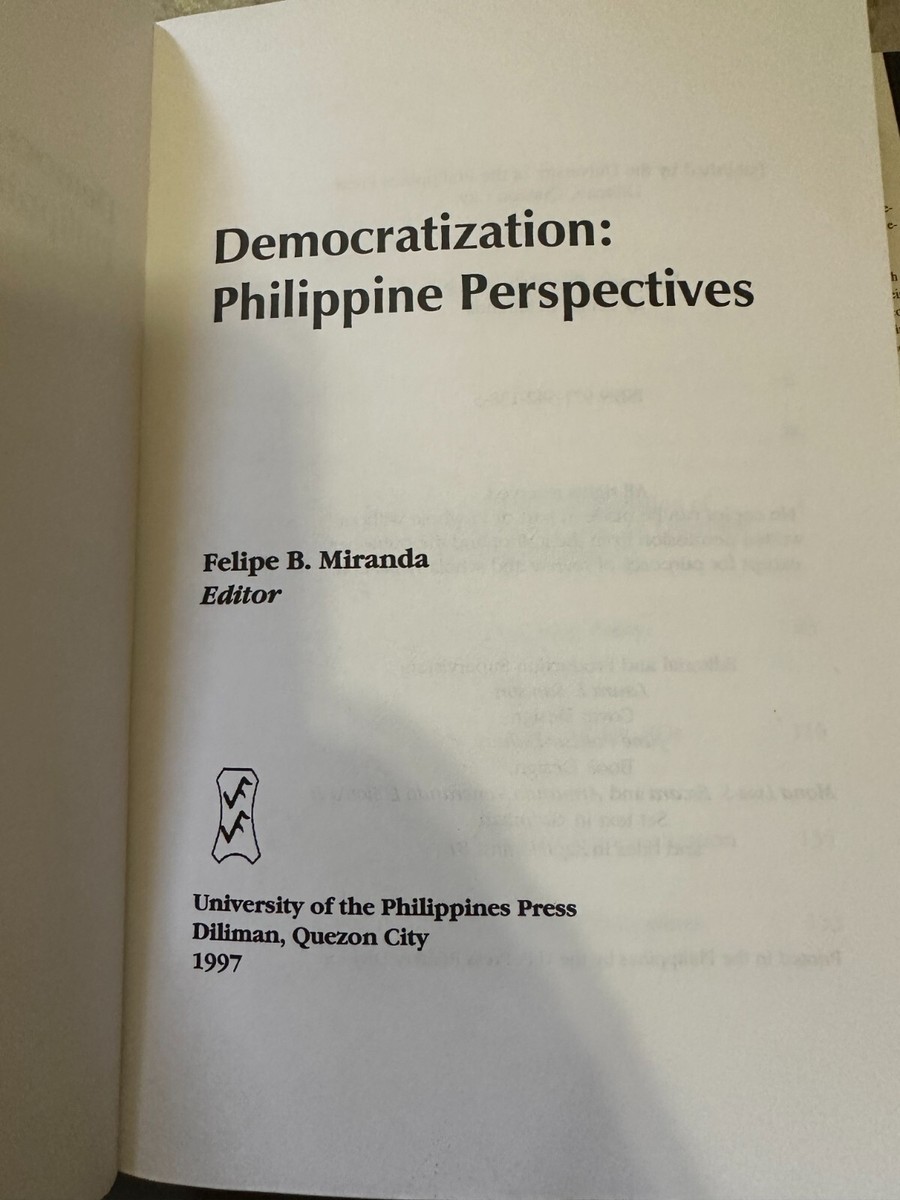 Democratization:
Philippine Perspectives
Felipe B. Miranda
Editor
University of the Philippines Press
Diliman, Quezon City
1997